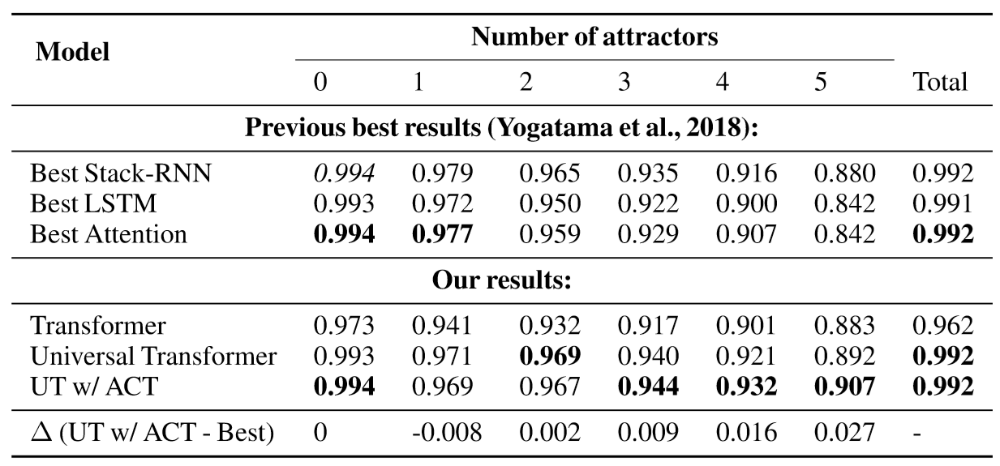 Model Number of attractors
0 1 2 3 4 5 Total
Previous best results (Yogatama et al., 2018):
Best Stack-RNN 0.994 0.979 0.965 0.935 0.916 0.880 0.992
Best LSTM 0.993 0.972 0.950 0.922 0.900 0.842 0.991
Best Attention 0.994 0.977 0.959 0.929 0.907 0.842 0.992
Our results:
Transformer 0.973 0.941 0.932 0.917 0.901 0.883 0.962
Universal Transformer 0.993 0.971 0.969 0.940 0.921 0.892 0.992
UT w/ ACT 0.994 0.969 0.967 0.944 0.932 0.907 0.992
Δ (UT w/ ACT - Best) 0 -0.008 0.002 0.009 0.016 0.027 -